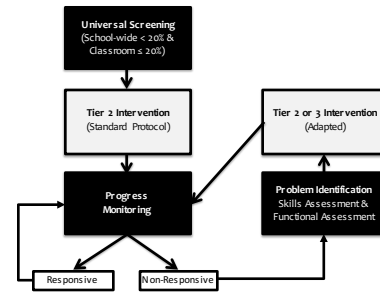 Universal Screening
(School-wide < 20% &
Classroom ≤ 20%)
Tier 2 Intervention
(Standard Protocol)
Tier 2 or 3 Intervention
(Adapted)
Progress
Monitoring
Problem Identification
Skills Assessment &
Functional Assessment
Responsive
Non-Responsive